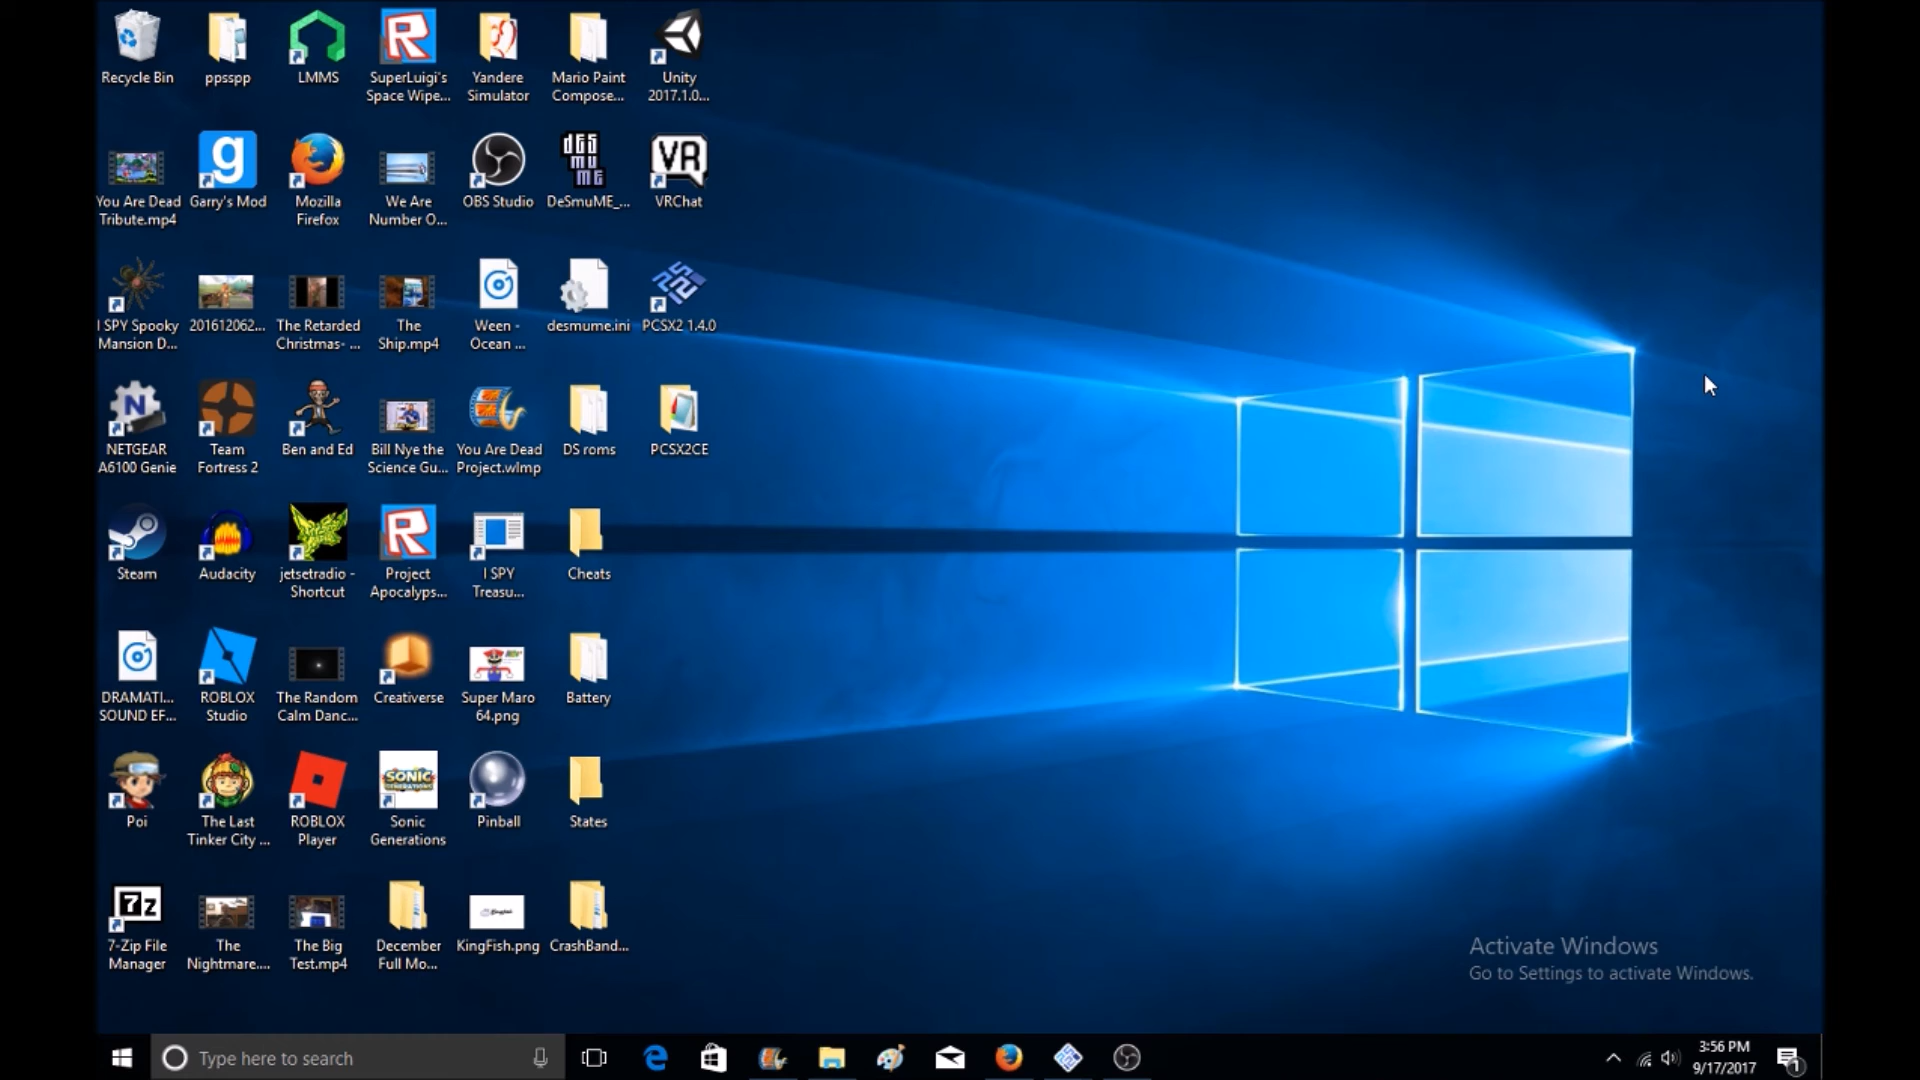 Recycle Bin
ppsspp
LMMS
SuperLuigi's
Space Wipe...
Yandere
Simulator
Mario Paint
Compose...
Unity
2017.1.0...
You Are Dead
Tribute.mp4
Garry's Mod
Mozilla
Firefox
We Are
Number O...
OBS Studio
DeSmuME_...
VRChat
I SPY Spooky
Mansion D...
201612062...
The Retarded
Christmas- ...
The
Ship.mp4
Ween -
Ocean ...
desmume.ini
PCSX2 1.4.0
NETGEAR
A6100 Genie
Team
Fortress 2
Ben and Ed
Bill Nye the
Science Gu...
You Are Dead
Project.wlmp
DS roms
PCSX2CE
Steam
Audacity
jetsetradio -
Shortcut
Project
Apocalyps...
I SPY
Treasu...
Cheats
DRAMATI...
SOUND EF...
ROBLOX
Studio
The Random
Calm Danc...
Creativerse
Super Maro
64.png
Battery
Poi
The Last
Tinker City ...
ROBLOX
Player
SONIC
GENERATIONS
Sonic
Generations
Pinball
States
7z
7-Zip File
Manager
The
Nightmare....
The Big
Test.mp4
December
Full Mo...
KingFish.png
CrashBand...
Activate Windows
Go to Settings to activate Windows.
Type here to search
3:56 PM
9/17/2017
1